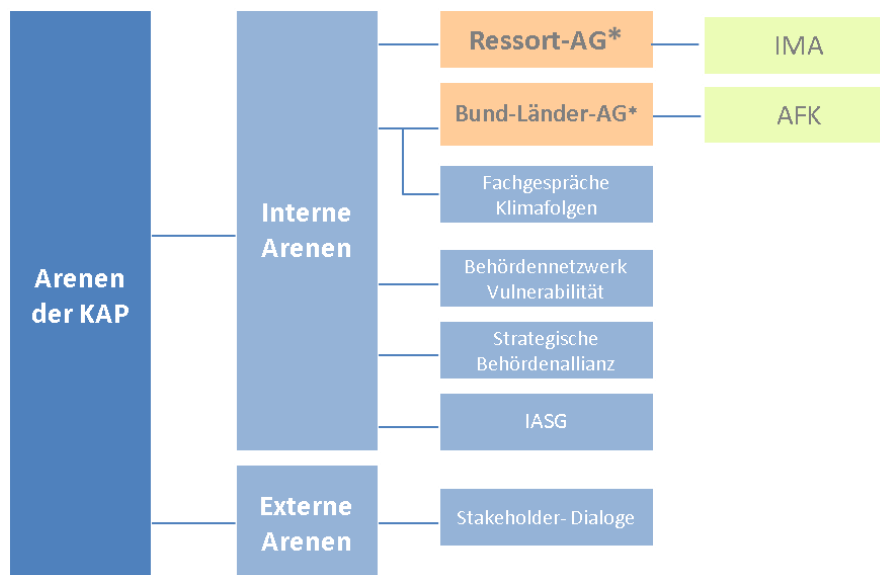 Arenen
der KAP
Interne
Arenen
Externe
Arenen
Ressort-AG*
Bund-Länder-AG*
Fachgespräche
Klimafolgen
Behördennetzwerk
Vulnerabilität
Strategische
Behördenallianz
IASG
Stakeholder- Dialoge
IMA
AFK